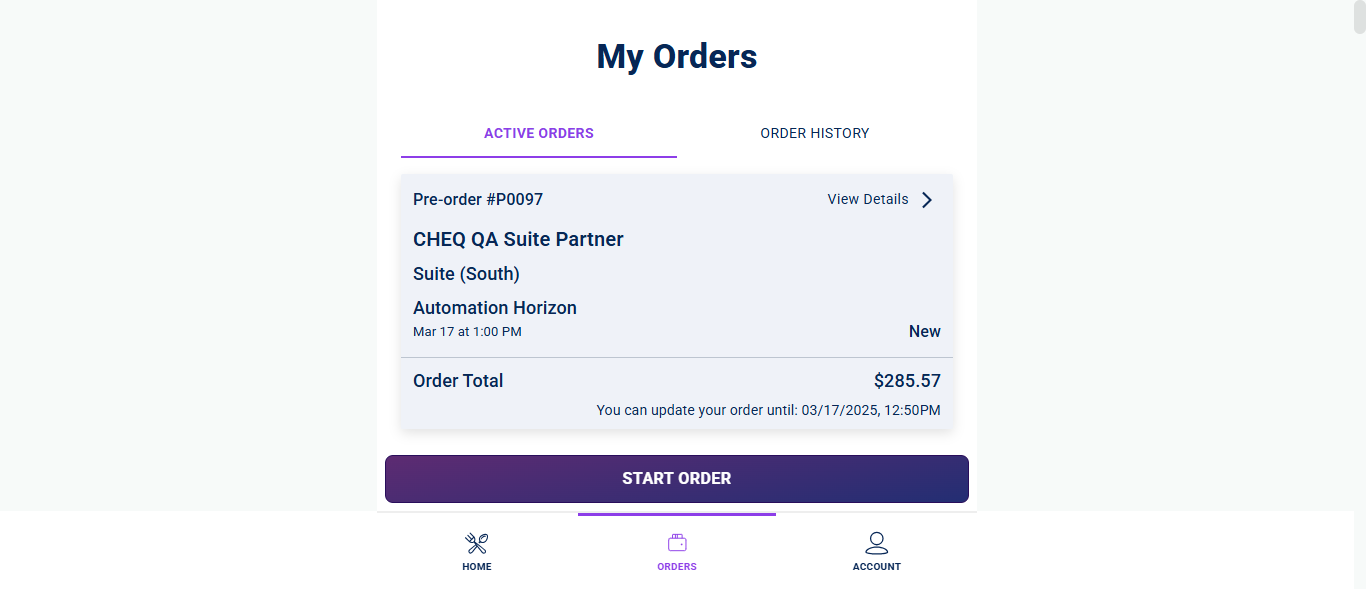 My Orders
ACTIVE ORDERS ORDER HISTORY
Pre-order #P0097 View Details
CHEQ QA Suite Partner
Suite (South)
Automation Horizon
Mar 17 at 1:00 PM New
Order Total $285.57
You can update your order until: 03/17/2025, 12:50PM
START ORDER
HOME ORDERS ACCOUNT